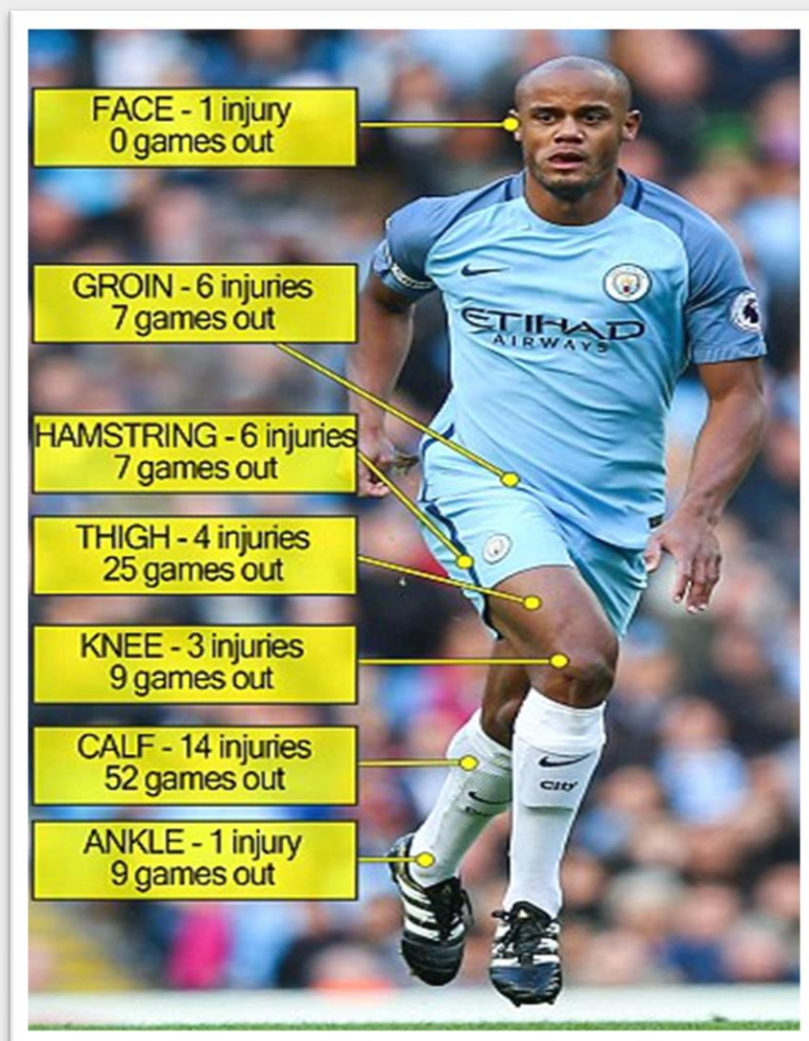 FACE - 1 injury
0 games out
GROIN - 6 injuries
7 games out
HAMSTRING - 6 injuries
7 games out
THIGH - 4 injuries
25 games out
KNEE - 3 injuries
9 games out
CALF - 14 injuries
52 games out
ANKLE - 1 injury
9 games out
ETIHAD
AIRWAYS
CITY